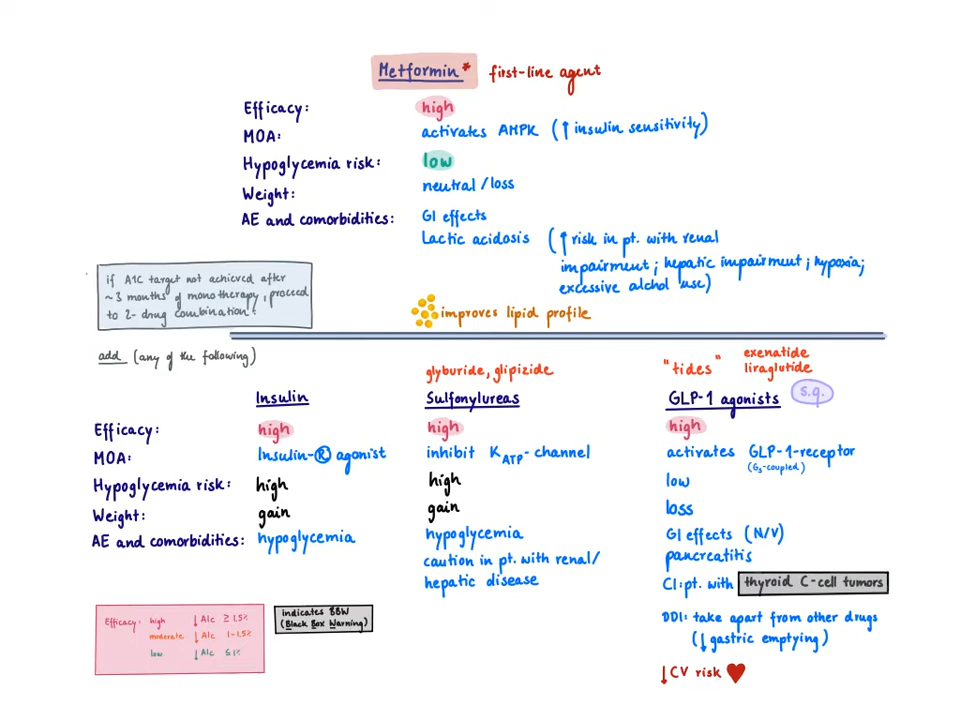 Metformin* first-line agent
Efficacy: high
MOA: activates AMPK (↑ insulin sensitivity)
Hypoglycemia risk: low
Weight: neutral/loss
AE and comorbidities: GI effects
Lactic acidosis (↑ risk in pt. with renal
impairment; hepatic impairment; hypoxia;
excessive alchol use)
improves lipid profile
if A1C target not achieved after
~3 months of monotherapy, proceed
to 2-drug combination.
add (any of the following)
glyburide, glipizide
"tides" exenatide
liraglutide
Insulin Sulfonylureas GLP-1 agonists s.q.
Efficacy: high high high
MOA: Insulin-R agonist inhibit KATP-channel activates GLP-1-receptor
(Gs-coupled)
Hypoglycemia risk: high high low
Weight: gain gain loss
AE and comorbidities: hypoglycemia hypoglycemia GI effects (N/V)
caution in pt. with renal/ pancreatitis
hepatic disease CI: pt. with thyroid C-cell tumors
DDI: take apart from other drugs
(↓ gastric emptying)
↓CV risk
Efficacy: high ↓ A1c ≥ 1.5%
moderate ↓ A1c 1-1.5%
low ↓ A1c ≤ 1%
indicates BBW
(Black Box Warning)